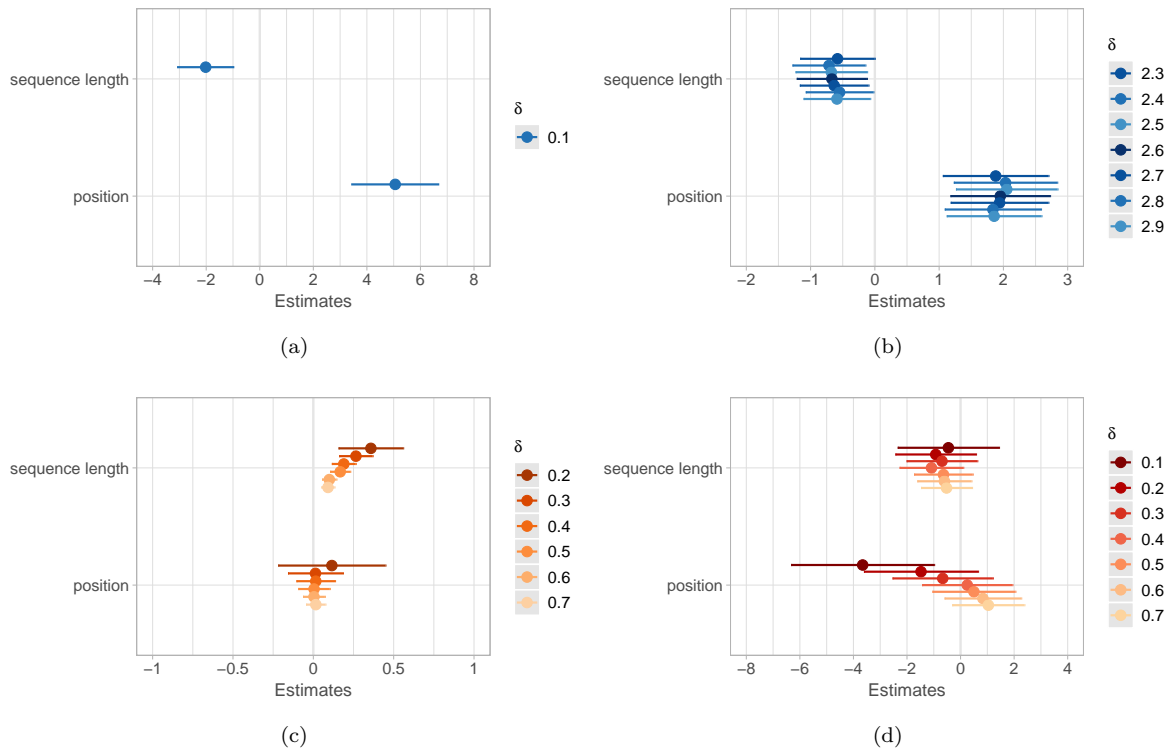 sequence length
position
−4 −2 0 2 4 6 8
Estimates
δ
0.1
(a)
sequence length
position
−2 −1 0 1 2 3
Estimates
δ
2.3
2.4
2.5
2.6
2.7
2.8
2.9
(b)
sequence length
position
−1 −0.5 0 0.5 1
Estimates
δ
0.2
0.3
0.4
0.5
0.6
0.7
(c)
sequence length
position
−8 −6 −4 −2 0 2 4
Estimates
δ
0.1
0.2
0.3
0.4
0.5
0.6
0.7
(d)